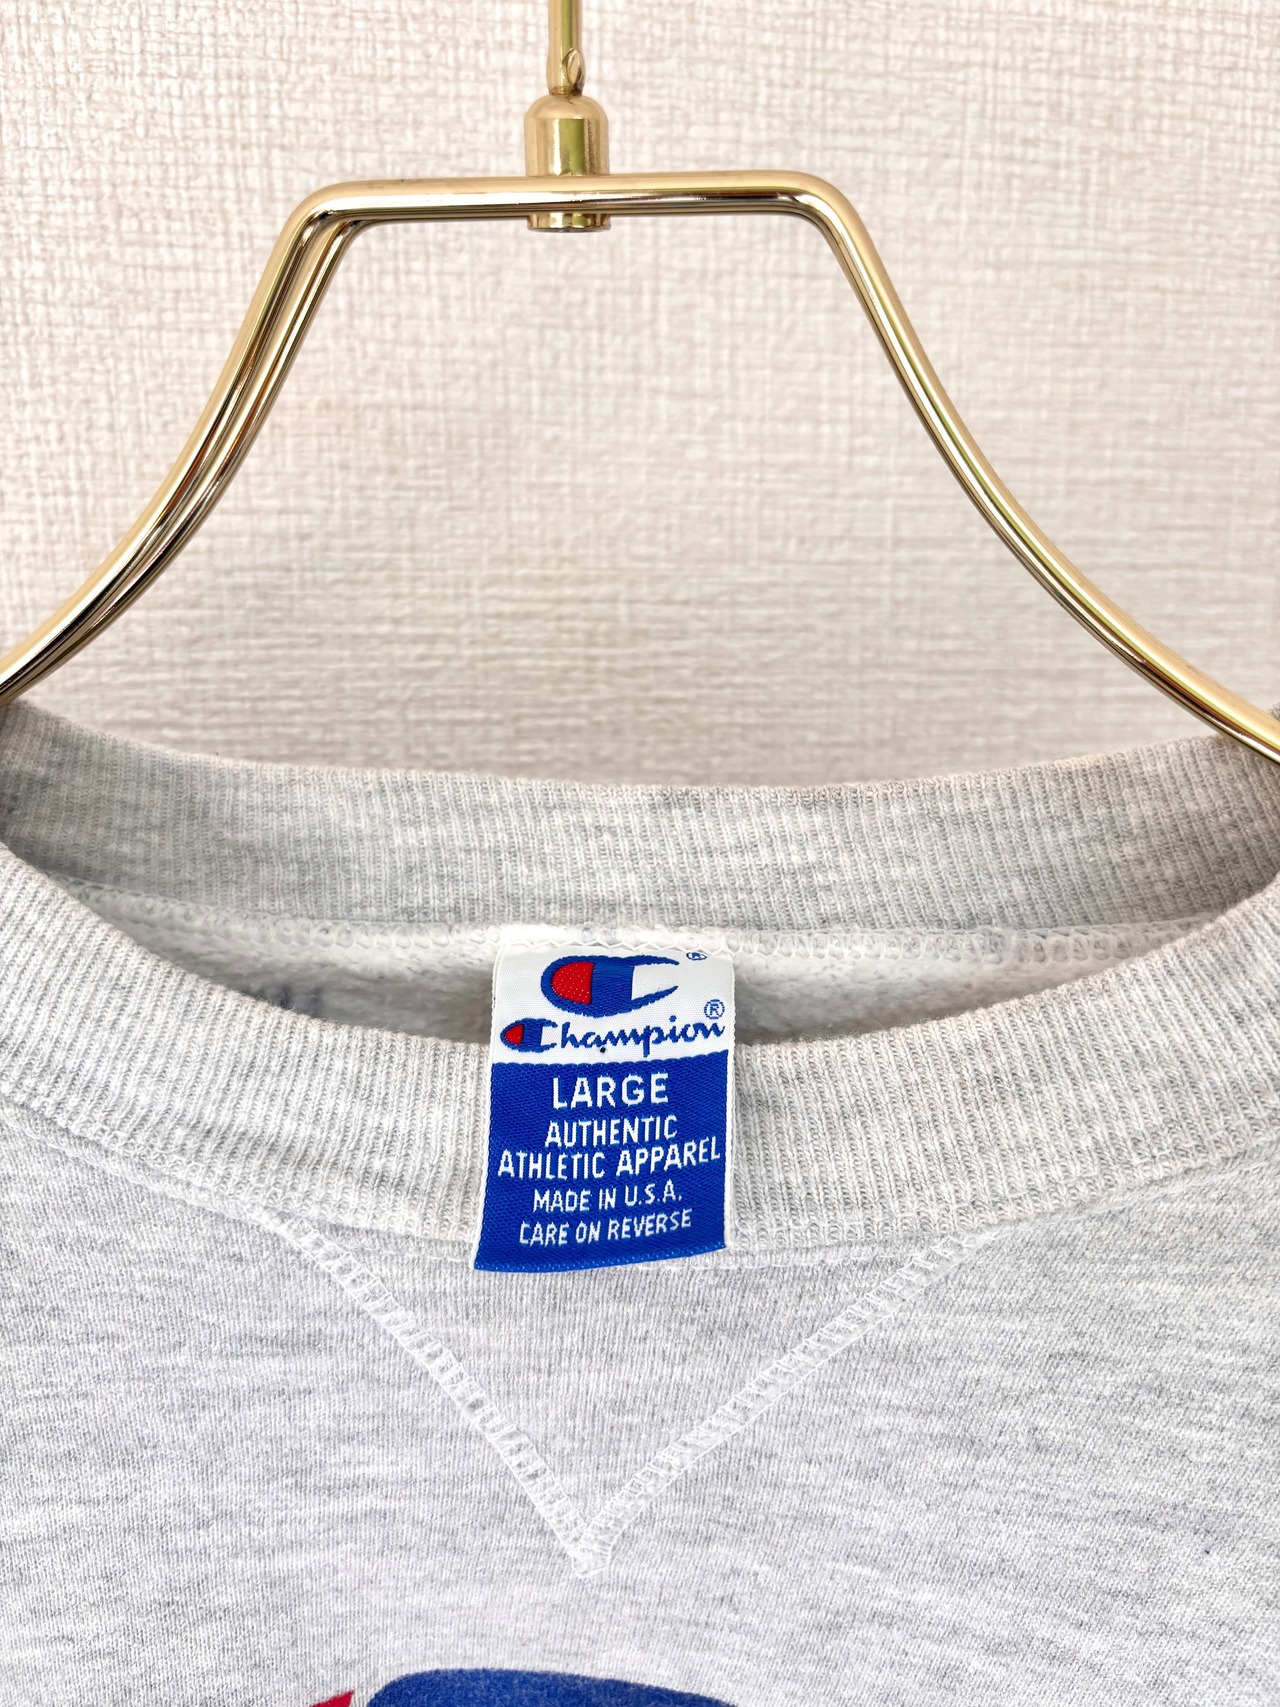 ®
Champion®
LARGE
AUTHENTIC
ATHLETIC APPAREL
MADE IN U.S.A.
CARE ON REVERSE